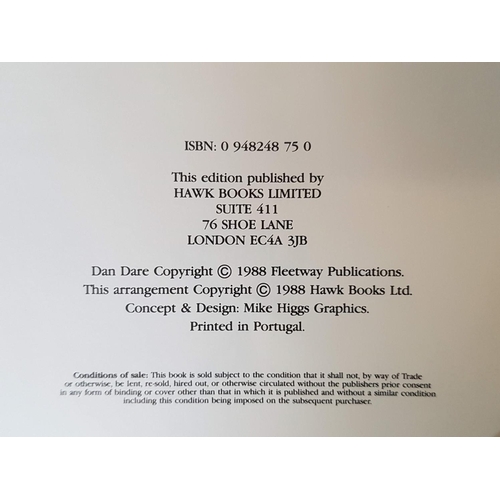 ISBN: 0 948248 75 0
This edition published by
HAWK BOOKS LIMITED
SUITE 411
76 SHOE LANE
LONDON EC4A 3JB
Dan Dare Copyright © 1988 Fleetway Publications.
This arrangement Copyright © 1988 Hawk Books Ltd.
Concept & Design: Mike Higgs Graphics.
Printed in Portugal.
Conditions of sale: This book is sold subject to the condition that it shall not, by way of Trade
or otherwise, be lent, re-sold, hired out, or otherwise circulated without the publishers prior consent
in any form of binding or cover other than that in which it is published and without a similar condition
including this condition being imposed on the subsequent purchaser.